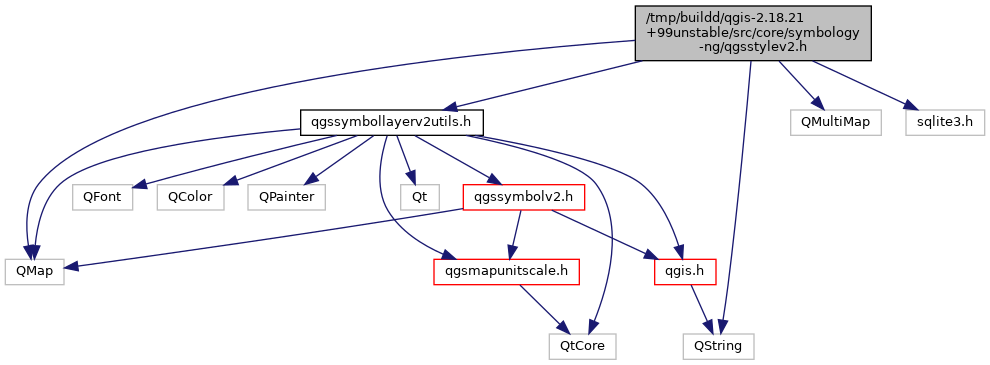 /tmp/buildd/qgis-2.18.21
+99unstable/src/core/symbology
-ng/qgsstylev2.h
qgssymbollayerv2utils.h
QMultiMap
sqlite3.h
QFont
QColor
QPainter
Qt
qgssymbolv2.h
QMap
qgsmapunitscale.h
qgis.h
QtCore
QString